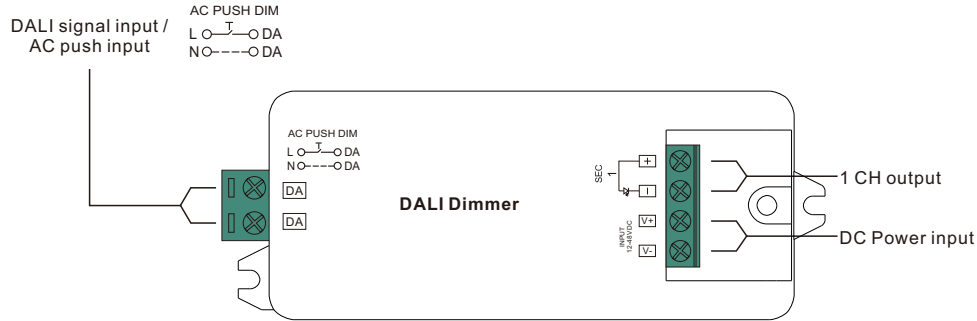 DALI signal input /
AC push input
AC PUSH DIM
L DA
N DA
AC PUSH DIM
L DA
N DA
DA
DA
DALI Dimmer
SEC
1
+
−
INPUT
12-48VDC
V+
V-
1 CH output
DC Power input